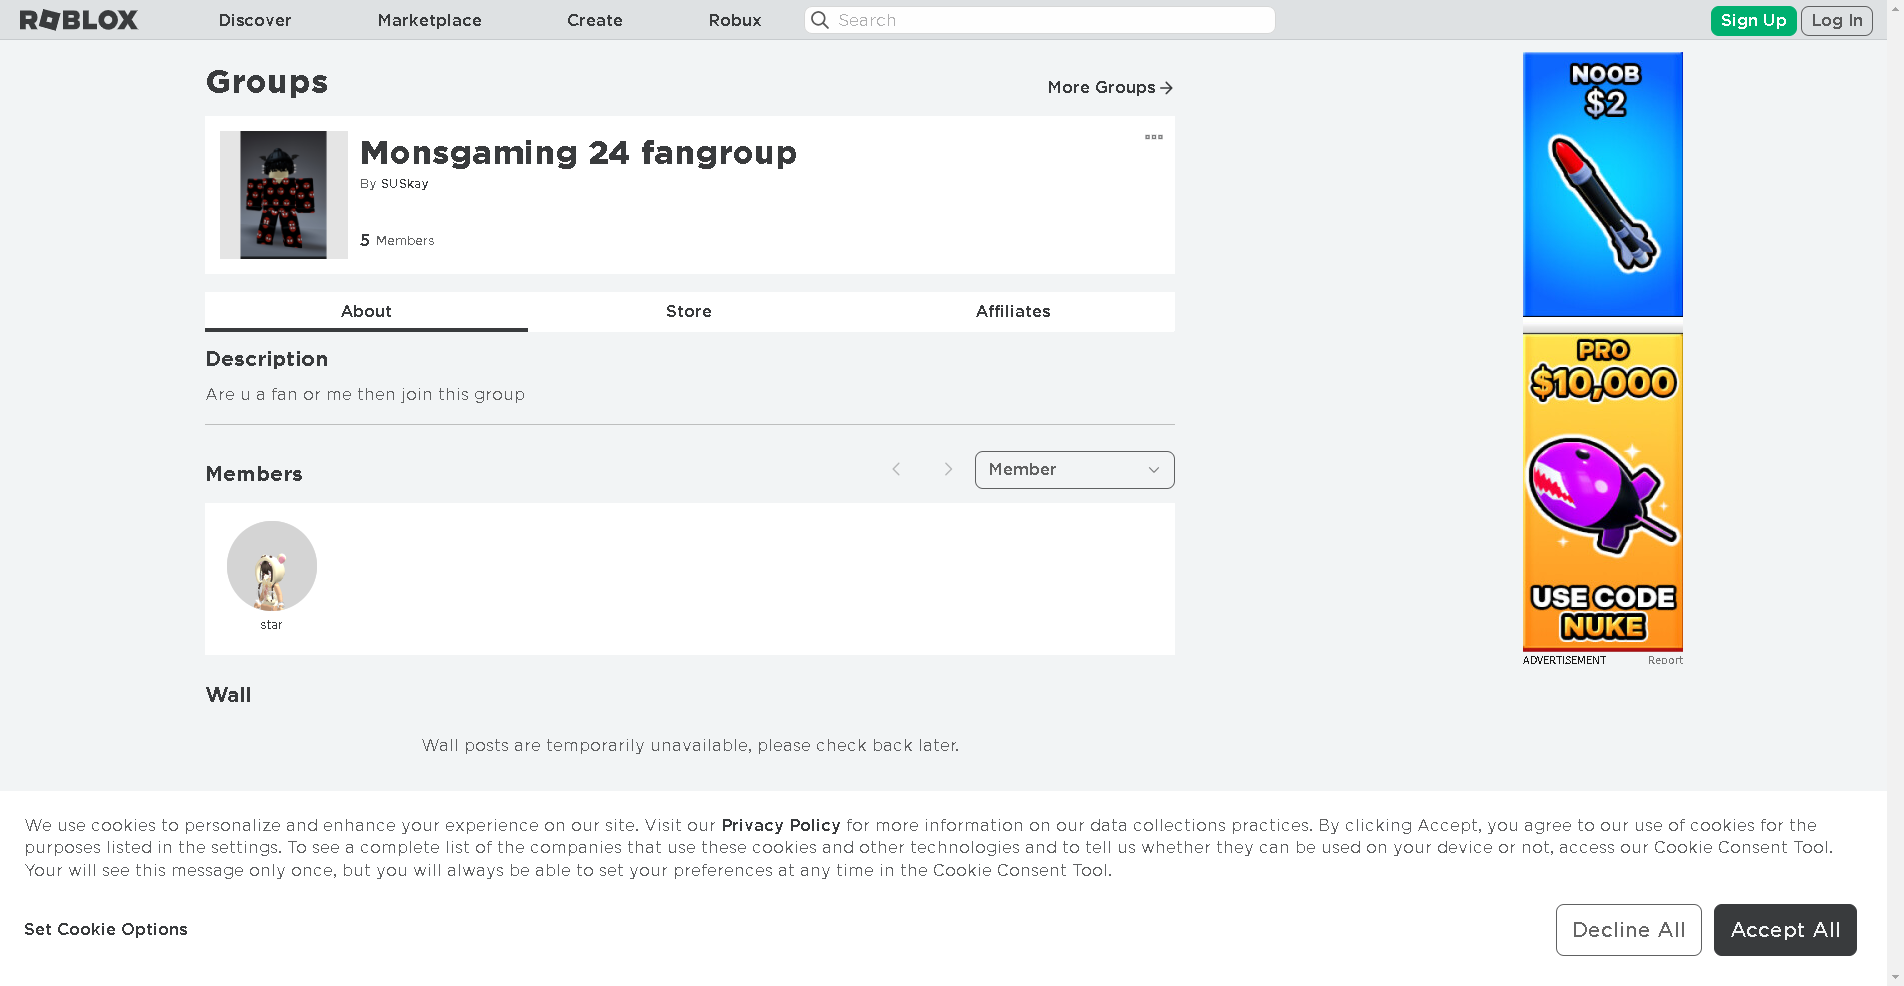 ROBLOX
Discover
Marketplace
Create
Robux
Search
Sign Up
Log In
Groups
More Groups
Monsgaming 24 fangroup
By SUSkay
5 Members
About
Store
Affiliates
Description
Are u a fan or me then join this group
Members
Member
star
Wall
Wall posts are temporarily unavailable, please check back later.
NOOB
$2
PRO
$10,000
USE CODE
NUKE
ADVERTISEMENT
Report
We use cookies to personalize and enhance your experience on our site. Visit our Privacy Policy for more information on our data collections practices. By clicking Accept, you agree to our use of cookies for the
purposes listed in the settings. To see a complete list of the companies that use these cookies and other technologies and to tell us whether they can be used on your device or not, access our Cookie Consent Tool.
Your will see this message only once, but you will always be able to set your preferences at any time in the Cookie Consent Tool.
Set Cookie Options
Decline All
Accept All